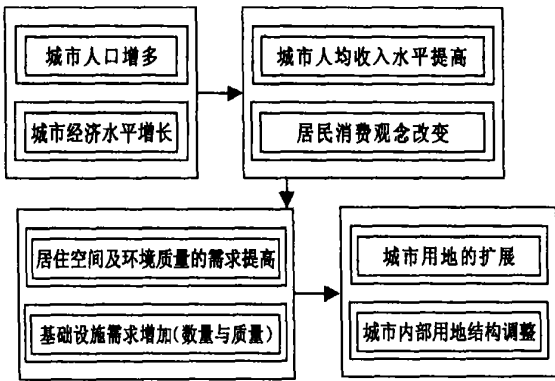 城市人口增多
城市经济水平增长
城市人均收入水平提高
居民消费观念改变
居住空间及环境质量的需求提高
基础设施需求增加(数量与质量)
城市用地的扩展
城市内部用地结构调整